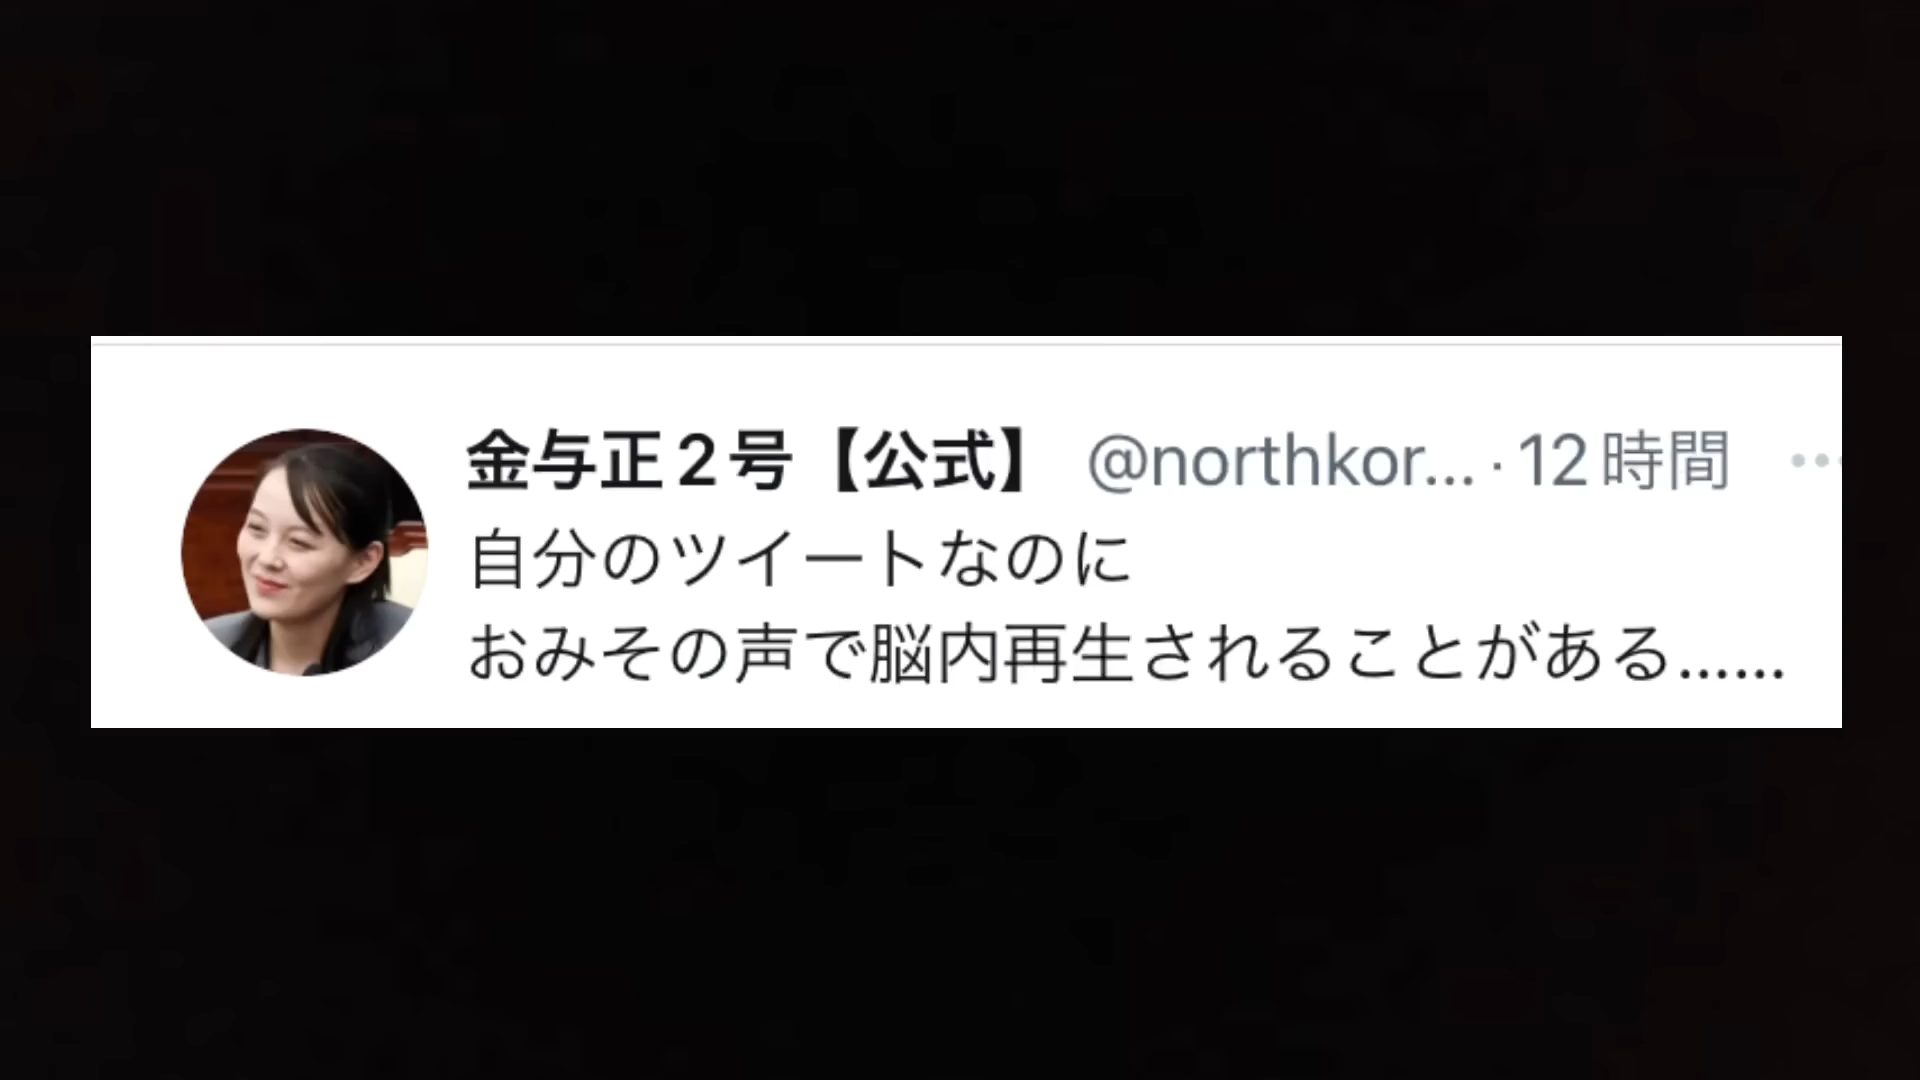 金与正２号【公式】 @northkor... · 12時間
自分のツイートなのに
おみその声で脳内再生されることがある……